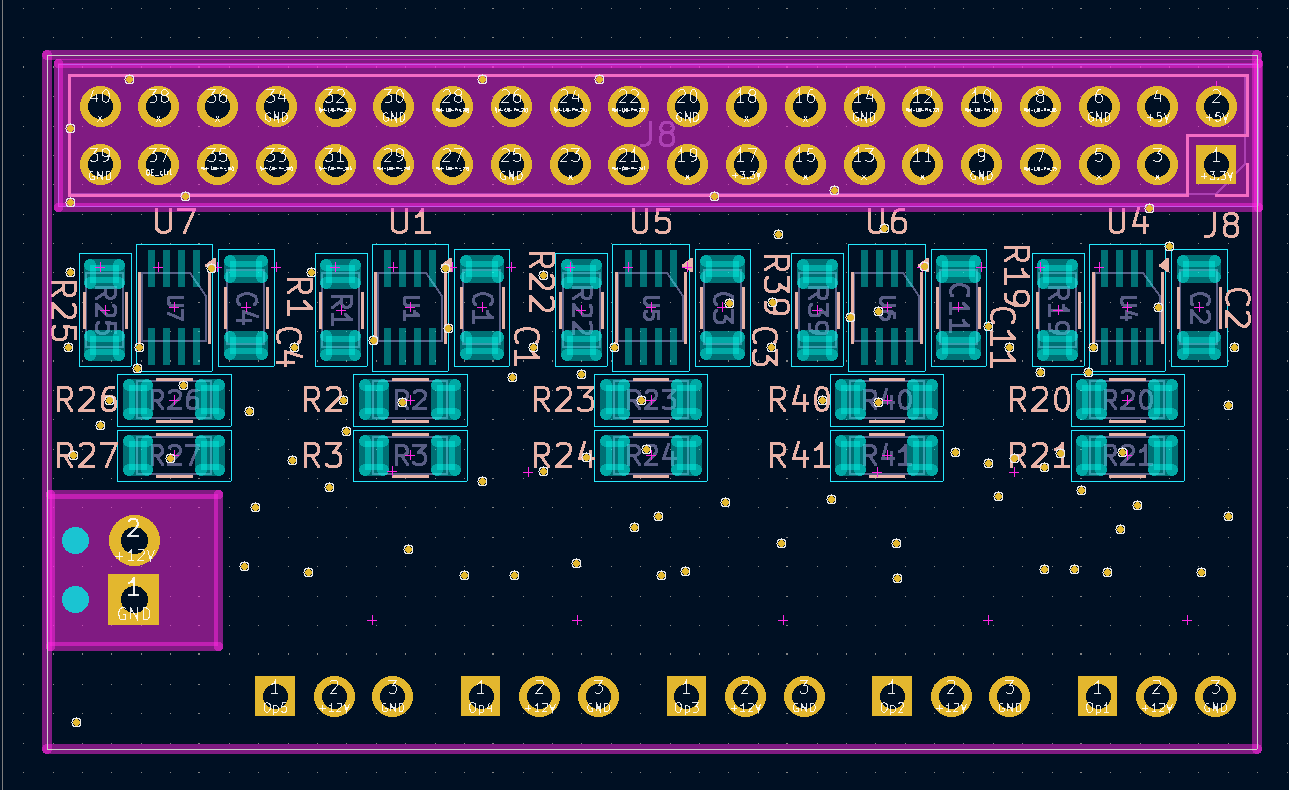 40 38 36 34 32 30 28 26 24 22 20 18 16 14 12 10 8 6 4 2
x x x GND GND GND x x GND GND +5V +5V
J8
39 37 35 33 31 29 27 25 23 21 19 17 15 13 11 9 7 5 3 1
GND GND x x +3.3V x x GND x x +3.3V
U7 U1 U5 U6 U4 J8
R25 R25 U7 C4 R1 R1 U1 C1 R22 R22 U5 C3 R39 R39 U6 C11 R19 R19 U4 C2 C2
C4 C1 C3 C11
R26 R26 R2 R2 R23 R23 R40 R40 R20 R20
R27 R27 R3 R3 R24 R24 R41 R41 R21 R21
2
+12V
1
GND
1 2 3 1 2 3 1 2 3 1 2 3 1 2 3
Op5 +12V GND Op4 +12V GND Op3 +12V GND Op2 +12V GND Op1 +12V GND